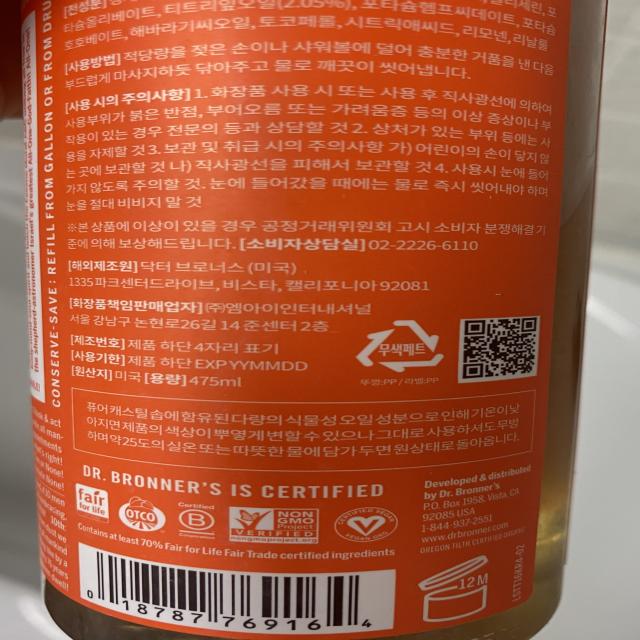 타슘올리베이트, 티트리잎오일(2.05%), 포타슘헴프씨데이트, 포타슘
호호베이트, 해바라기씨오일, 토코페롤, 시트릭애씨드, 리모넨, 리날룰
[사용방법] 적당량을 젖은 손이나 샤워볼에 덜어 충분한 거품을 낸 다음
부드럽게 마사지하듯 닦아주고 물로 깨끗이 씻어냅니다.
[사용 시의 주의사항] 1. 화장품 사용 시 또는 사용 후 직사광선에 의하여
사용부위가 붉은 반점, 부어오름 또는 가려움증 등의 이상 증상이나 부
작용이 있는 경우 전문의 등과 상담할 것 2. 상처가 있는 부위 등에는 사
용을 자제할 것 3. 보관 및 취급 시의 주의사항 가) 어린이의 손이 닿지 않
는 곳에 보관할 것 나) 직사광선을 피해서 보관할 것 4. 사용시 눈에 들어
가지 않도록 주의할 것. 눈에 들어갔을 때에는 물로 즉시 씻어내야 하며
눈을 절대 비비지 말 것
※본 상품에 이상이 있을 경우 공정거래위원회 고시 소비자 분쟁해결기
준에 의해 보상해드립니다. [소비자상담실] 02-2226-6110
[해외제조원] 닥터 브로너스 (미국)
1335 파크센터드라이브, 비스타, 캘리포니아 92081
[화장품책임판매업자] ㈜엠아이인터내셔널
서울 강남구 논현로26길 14 준센터 2층
[제조번호] 제품 하단 4자리 표기
[사용기한] 제품 하단 EXP YYMMDD
[원산지] 미국 [용량] 475ml
무색페트
뚜껑:PP / 라벨:PP
퓨어 캐스틸 솝에 함유된 다량의 식물성 오일 성분으로 인해 기온이 낮
아지면 제품의 색상이 뿌옇게 변할 수 있으나 그대로 사용하셔도 무방
하며 약 25도의 실온 또는 따뜻한 물에 담가 두면 원상태로 돌아옵니다.
DR. BRONNER'S IS CERTIFIED
fair
for life
OTCO
Certified
B
Corporation
NON
GMO
Project
VERIFIED
nongmoproject.org
CERTIFIED VEGAN
VEGAN.ORG
Contains at least 70% Fair for Life Fair Trade certified ingredients
Developed & distributed
by Dr. Bronner's
P.O. Box 1958, Vista, CA
92085 USA
1-844-937-2551
www.drbronner.com
OREGON TILTH CERTIFIED ORGANIC
0 18787 76916 4
12M
LSTT16KR4-02
CONSERVE-SAVE: REFILL FROM GALLON OR FROM DRUM